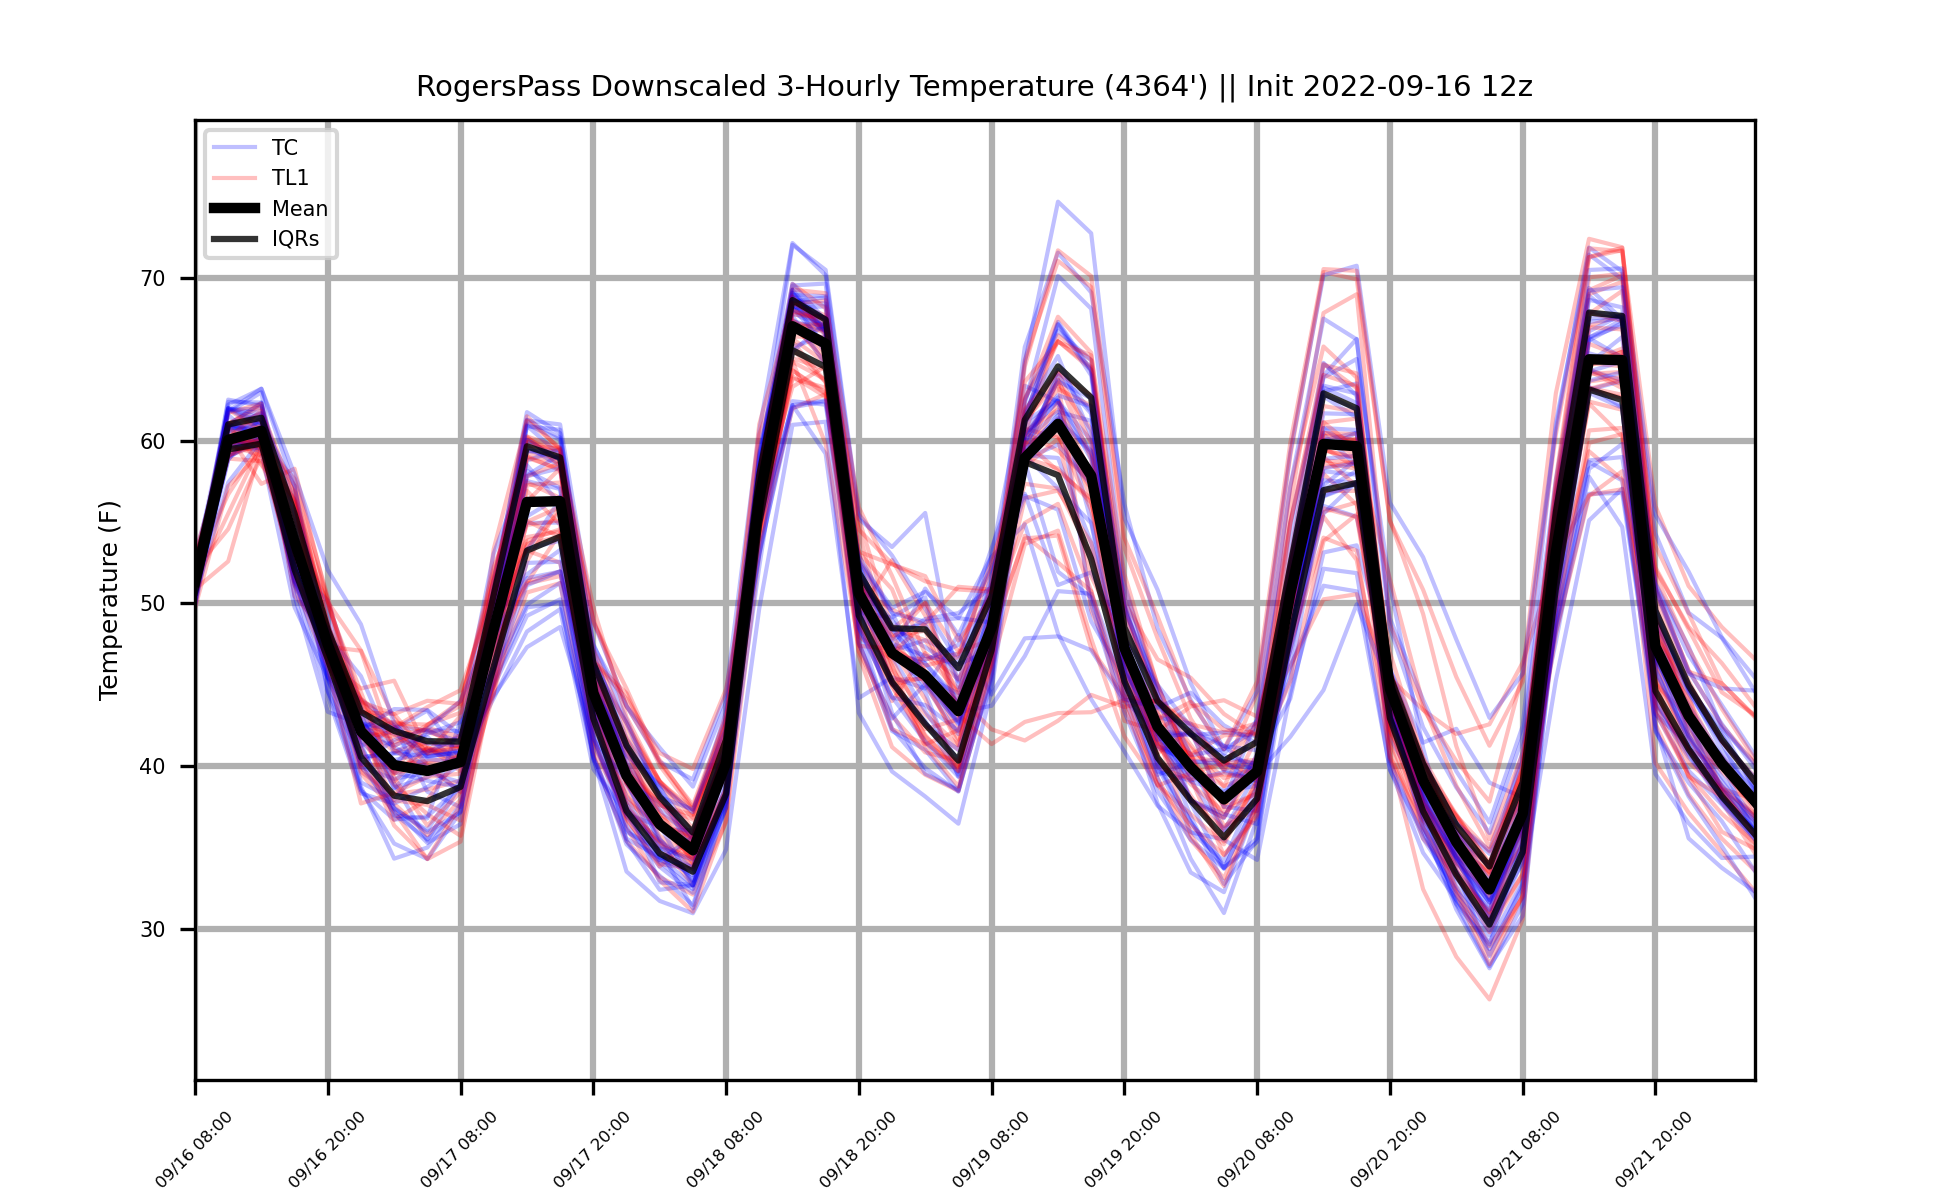 RogersPass Downscaled 3-Hourly Temperature (4364') || Init 2022-09-16 12z
TC
TL1
Mean
IQRs
Temperature (F)
70
60
50
40
30
09/16 08:00
09/16 20:00
09/17 08:00
09/17 20:00
09/18 08:00
09/18 20:00
09/19 08:00
09/19 20:00
09/20 08:00
09/20 20:00
09/21 08:00
09/21 20:00